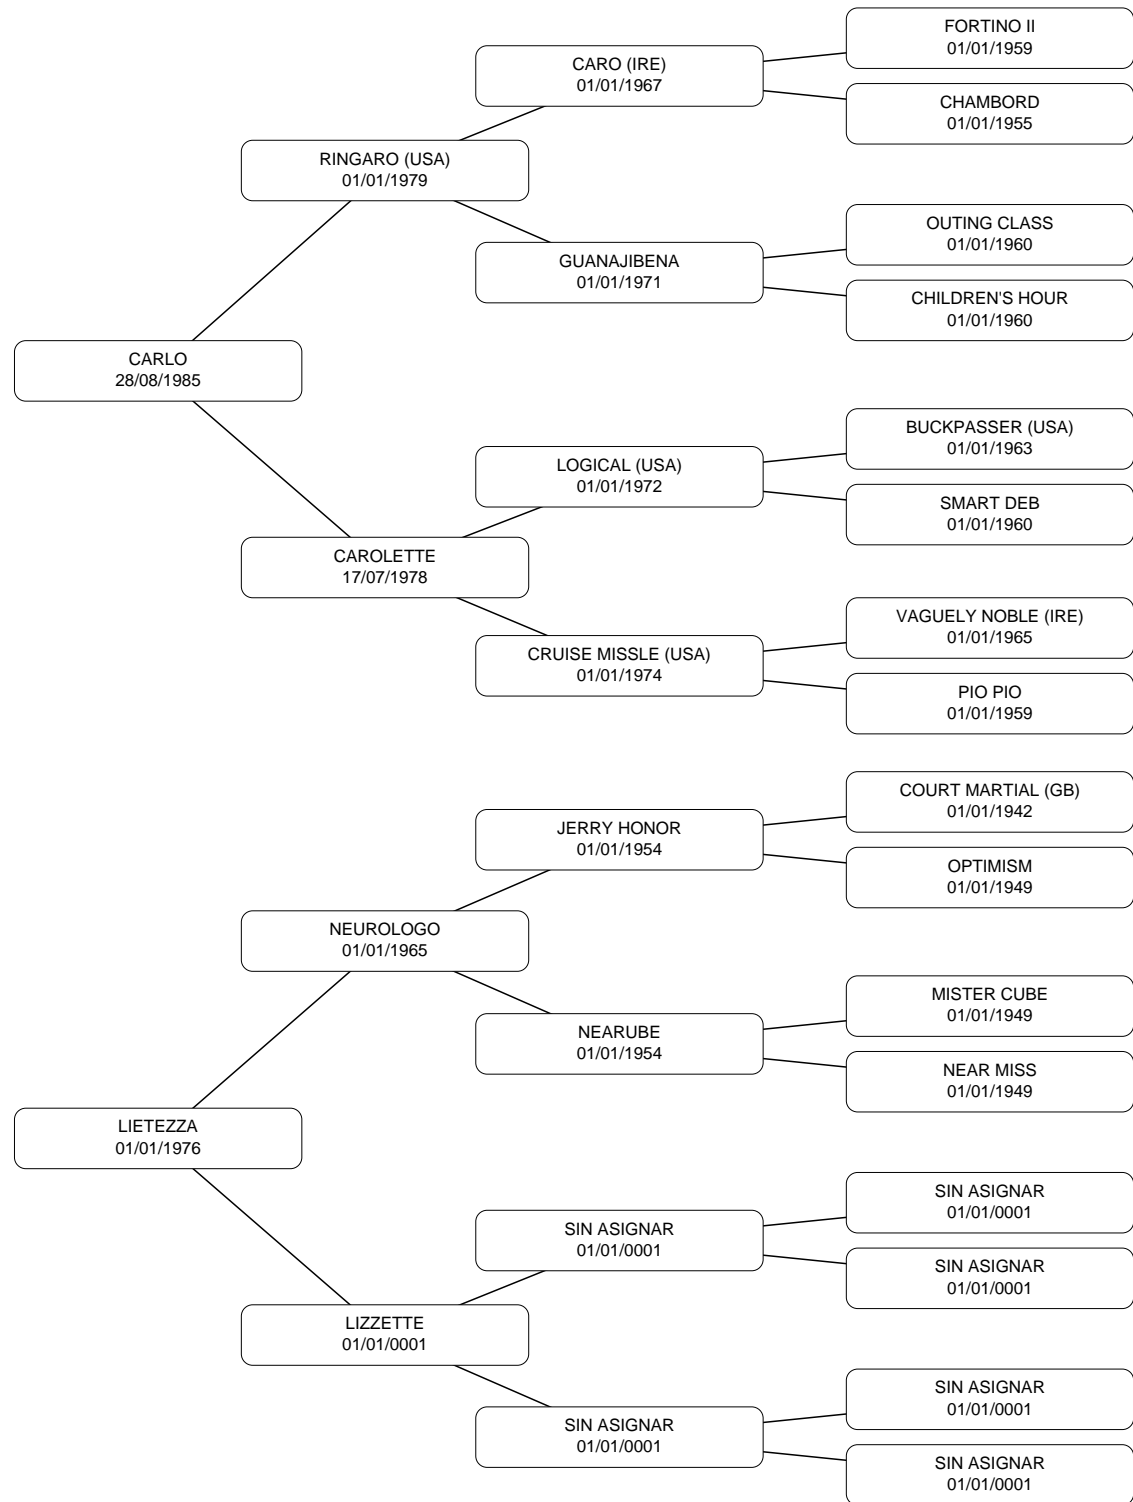 FORTINO II
01/01/1959
CARO (IRE)
01/01/1967
CHAMBORD
01/01/1955
RINGARO (USA)
01/01/1979
OUTING CLASS
01/01/1960
GUANAJIBENA
01/01/1971
CHILDREN'S HOUR
01/01/1960
CARLO
28/08/1985
BUCKPASSER (USA)
01/01/1963
LOGICAL (USA)
01/01/1972
SMART DEB
01/01/1960
CAROLETTE
17/07/1978
VAGUELY NOBLE (IRE)
01/01/1965
CRUISE MISSLE (USA)
01/01/1974
PIO PIO
01/01/1959
COURT MARTIAL (GB)
01/01/1942
JERRY HONOR
01/01/1954
OPTIMISM
01/01/1949
NEUROLOGO
01/01/1965
MISTER CUBE
01/01/1949
NEARUBE
01/01/1954
NEAR MISS
01/01/1949
LIETEZZA
01/01/1976
SIN ASIGNAR
01/01/0001
SIN ASIGNAR
01/01/0001
SIN ASIGNAR
01/01/0001
LIZZETTE
01/01/0001
SIN ASIGNAR
01/01/0001
SIN ASIGNAR
01/01/0001
SIN ASIGNAR
01/01/0001